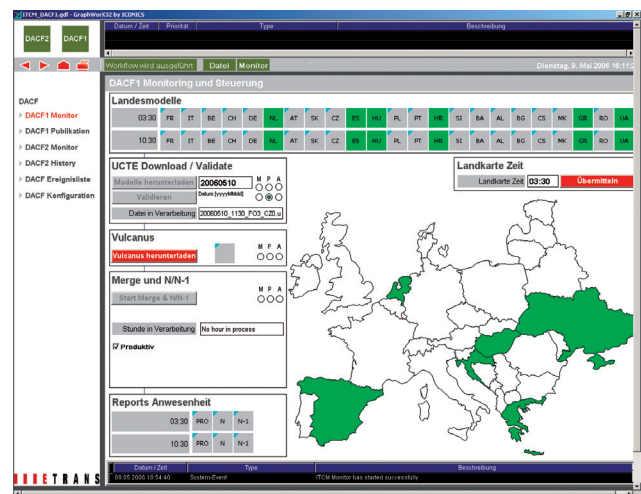 ITCM_DACF1.gdf - GraphWorX32 by ICONICS
DACF2 DACF1
Datum / Zeit Priorität Type Beschreibung
Workflow wird ausgeführt Datei Monitor Dienstag, 9. Mai 2006 16:11:2
DACF1 Monitoring und Steuerung
DACF
DACF1 Monitor
DACF1 Publikation
DACF2 Monitor
DACF2 History
DACF Ereignisliste
DACF Konfiguration
Landesmodelle
03:30 FR IT BE CH DE NL AT SK CZ ES HU PL PT HR SI BA AL BG CS MK GR RO UA
10:30 FR IT BE CH DE NL AT SK CZ ES HU PL PT HR SI BA AL BG CS MK GR RO UA
UCTE Download / Validate
Modelle herunterladen 20060510 M P A
Validieren Datum [yyyyMMdd]
Datei in Verarbeitung 20060510_1130_FO3_CZ0.u
Landkarte Zeit
Landkarte Zeit 03:30 Übermitteln
Vulcanus
Vulcanus herunterladen M P A
Merge und N/N-1
Start Merge & N/N-1 M P A
Stunde in Verarbeitung No hour in process
Produktiv
Reports Anwesenheit
03:30 PRO N N-1
10:30 PRO N N-1
Datum / Zeit Type Beschreibung
09.05.2006 10:54:40 System-Event ITCM Monitor has started successfully
ETRANS